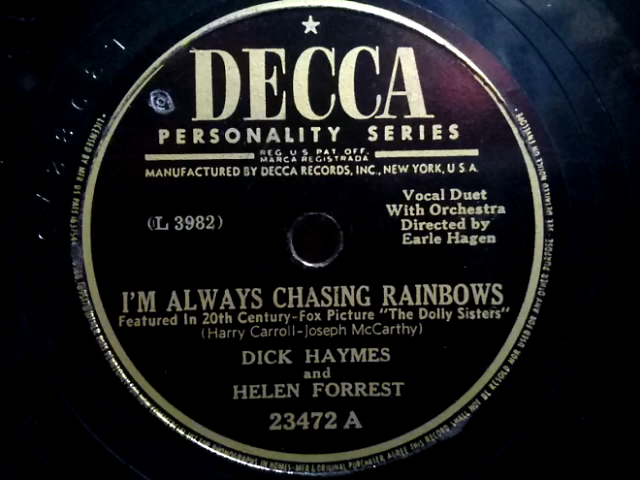 DECCA
PERSONALITY SERIES
REG. U.S. PAT. OFF.
MARCA REGISTRADA
MANUFACTURED BY DECCA RECORDS, INC., NEW YORK, U.S.A.
(L 3982)
Vocal Duet
With Orchestra
Directed by
Earle Hagen
I'M ALWAYS CHASING RAINBOWS
Featured In 20th Century-Fox Picture "The Dolly Sisters"
(Harry Carroll-Joseph McCarthy)
DICK HAYMES
and
HELEN FORREST
23472 A